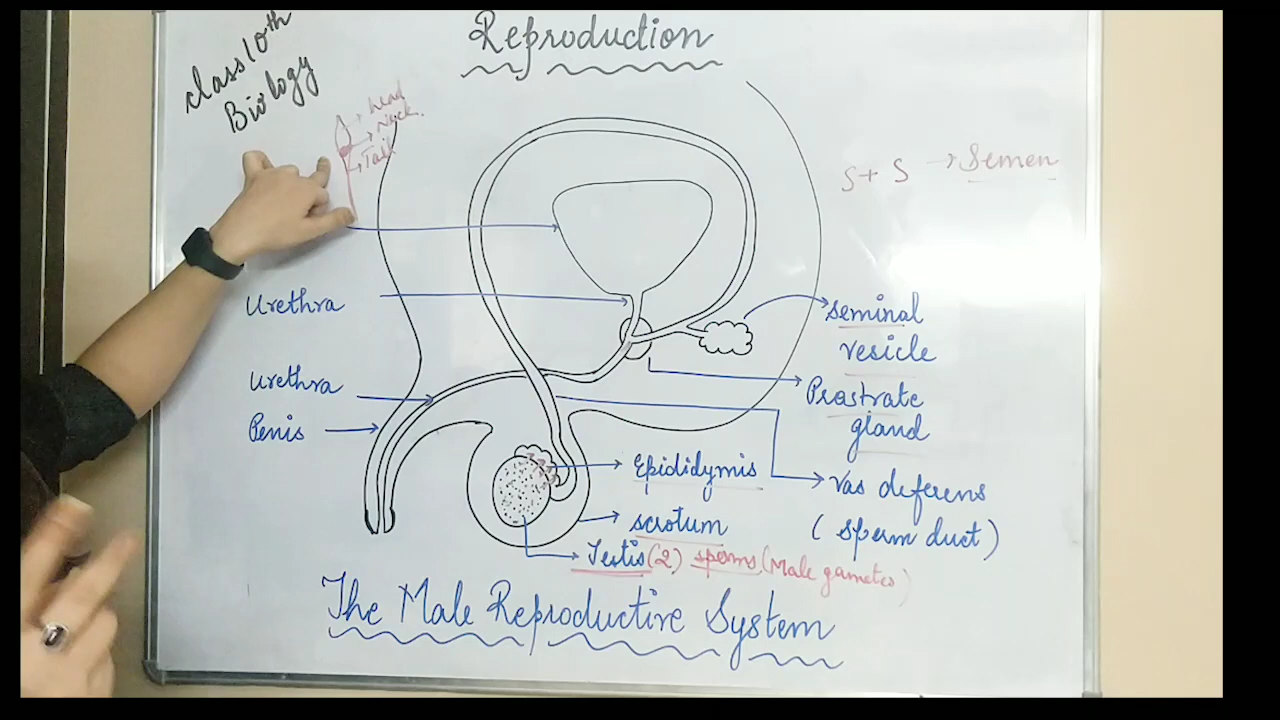 Reproduction
class 10th
Biology
Head
Neck.
Tail
S + S → Semen
Urethra
seminal
vesicle
Urethra
Prostrate
gland
Penis
Epididymis
vas deferens
scrotum
(sperm duct)
Testis (2) sperms (Male gametes)
The Male Reproductive System